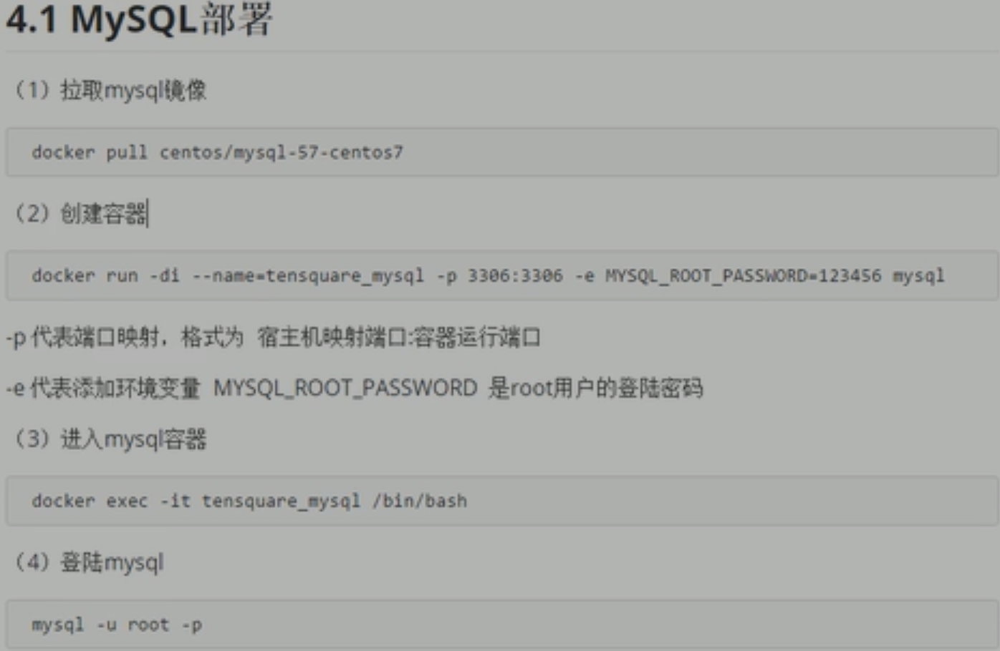 4.1 MySQL部署
（1）拉取mysql镜像
docker pull centos/mysql-57-centos7
（2）创建容器
docker run -di --name=tensquare_mysql -p 3306:3306 -e MYSQL_ROOT_PASSWORD=123456 mysql
-p 代表端口映射，格式为 宿主机映射端口:容器运行端口
-e 代表添加环境变量 MYSQL_ROOT_PASSWORD 是root用户的登陆密码
（3）进入mysql容器
docker exec -it tensquare_mysql /bin/bash
（4）登陆mysql
mysql -u root -p